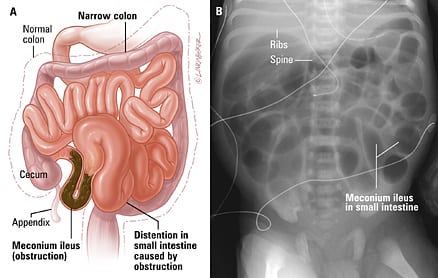 A
Narrow colon
Normal
colon
Cecum
Appendix
Meconium ileus
(obstruction)
Distention in
small intestine
caused by
obstruction
B
Ribs
Spine
Meconium ileus
in small intestine